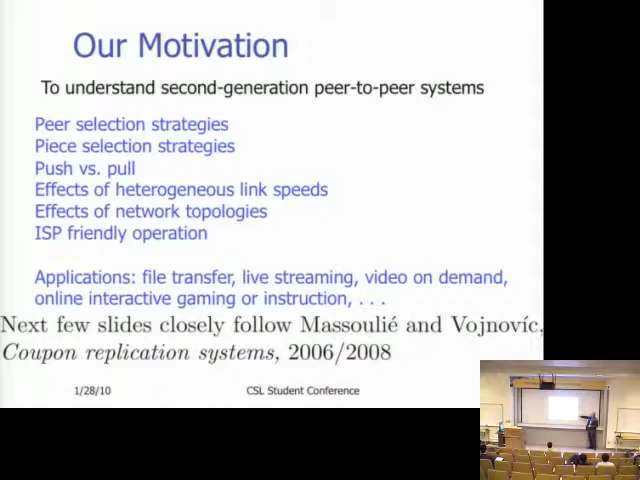 Our Motivation
To understand second-generation peer-to-peer systems
Peer selection strategies
Piece selection strategies
Push vs. pull
Effects of heterogeneous link speeds
Effects of network topologies
ISP friendly operation
Applications: file transfer, live streaming, video on demand,
online interactive gaming or instruction, . . .
Next few slides closely follow Massoulié and Vojnovíc,
Coupon replication systems, 2006/2008
1/28/10 CSL Student Conference